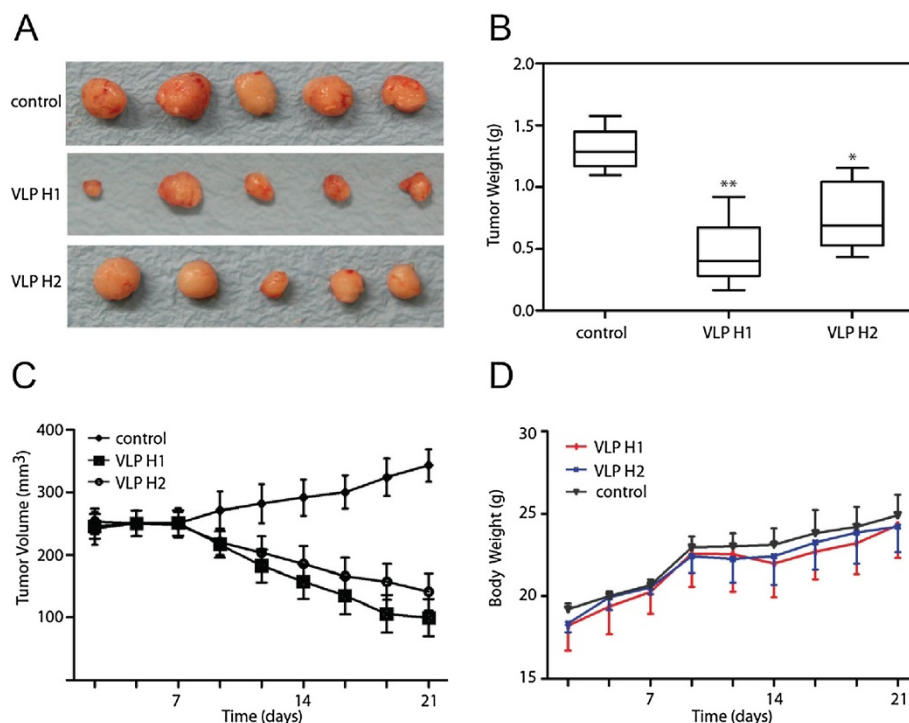 A
control
VLP H1
VLP H2
B
Tumor Weight (g)
2.0
1.5
1.0
0.5
0.0
**
*
control
VLP H1
VLP H2
C
Tumor Volume (mm³)
400
300
200
100
control
VLP H1
VLP H2
7
14
21
Time (days)
D
Body Weight (g)
30
25
20
15
VLP H1
VLP H2
control
7
14
21
Time (days)